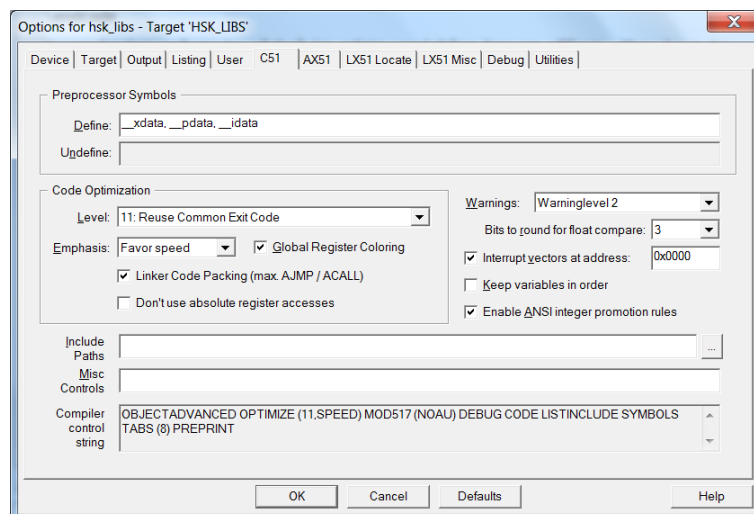 Options for hsk_libs - Target 'HSK_LIBS'
Device Target Output Listing User C51 AX51 LX51 Locate LX51 Misc Debug Utilities
Preprocessor Symbols
Define: __xdata, __pdata, __idata
Undefine:
Code Optimization
Level: 11: Reuse Common Exit Code
Emphasis: Favor speed Global Register Coloring
Linker Code Packing (max. AJMP / ACALL)
Don't use absolute register accesses
Warnings: Warninglevel 2
Bits to round for float compare: 3
Interrupt vectors at address: 0x0000
Keep variables in order
Enable ANSI integer promotion rules
Include
Paths
...
Misc
Controls
Compiler
control
string
OBJECTADVANCED OPTIMIZE (11,SPEED) MOD517 (NOAU) DEBUG CODE LISTINCLUDE SYMBOLS
TABS (8) PREPRINT
OK Cancel Defaults Help